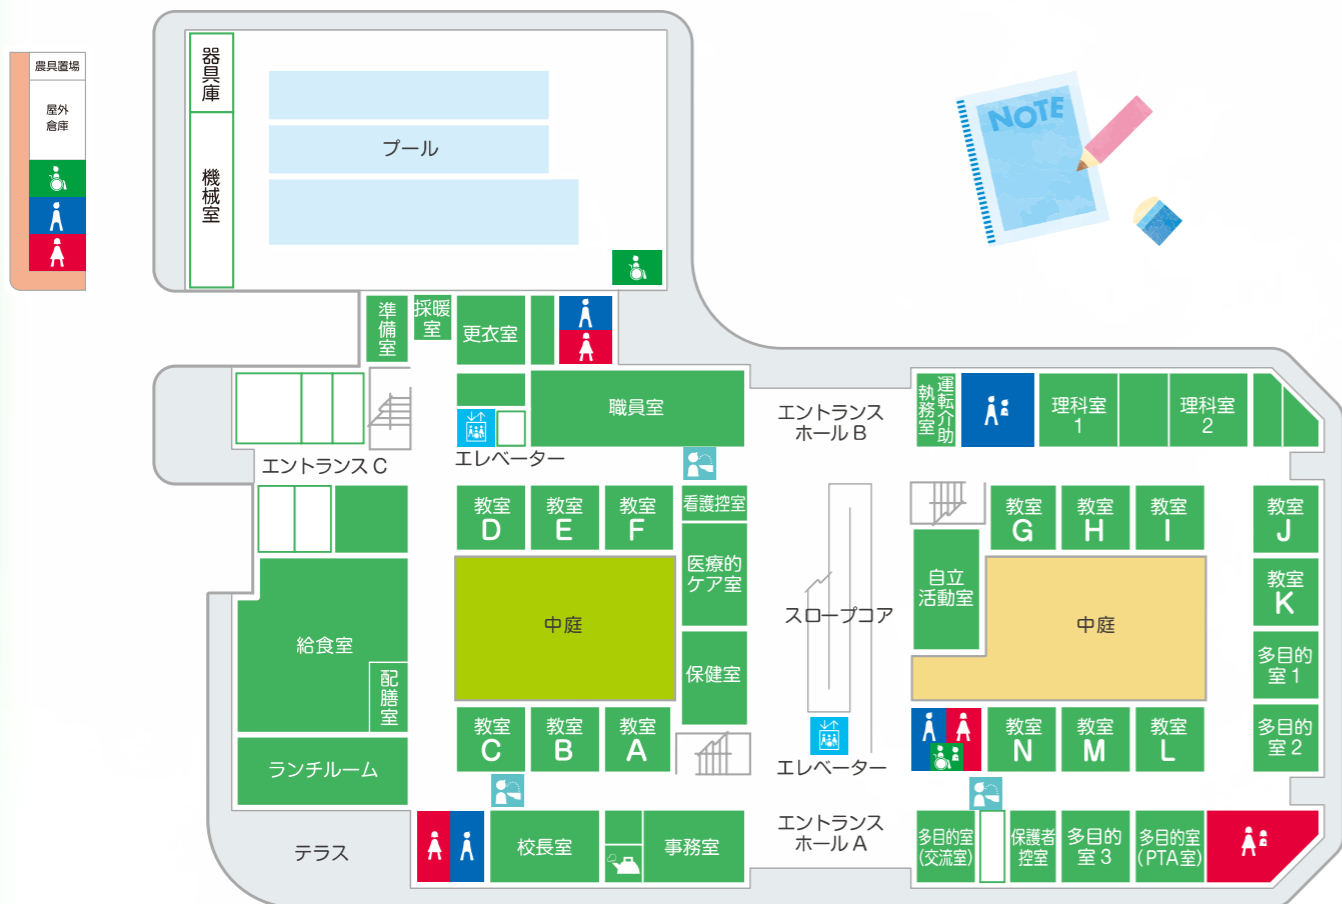 農具置場
屋外
倉庫
器具庫
機械室
プール
NOTE
準備室
採暖
室
更衣室
職員室
エントランス
ホール B
運転介助
執務室
理科室
1
理科室
2
エントランス C
エレベーター
教室
D
教室
E
教室
F
看護控室
教室
G
教室
H
教室
I
教室
J
医療的
ケア室
自立
活動室
教室
K
中庭
スロープコア
中庭
給食室
配膳室
保健室
多目的
室 1
教室
C
教室
B
教室
A
教室
N
教室
M
教室
L
多目的
室 2
ランチルーム
エレベーター
テラス
校長室
事務室
エントランス
ホール A
多目的室
(交流室)
保護者
控室
多目的
室 3
多目的室
(PTA室)